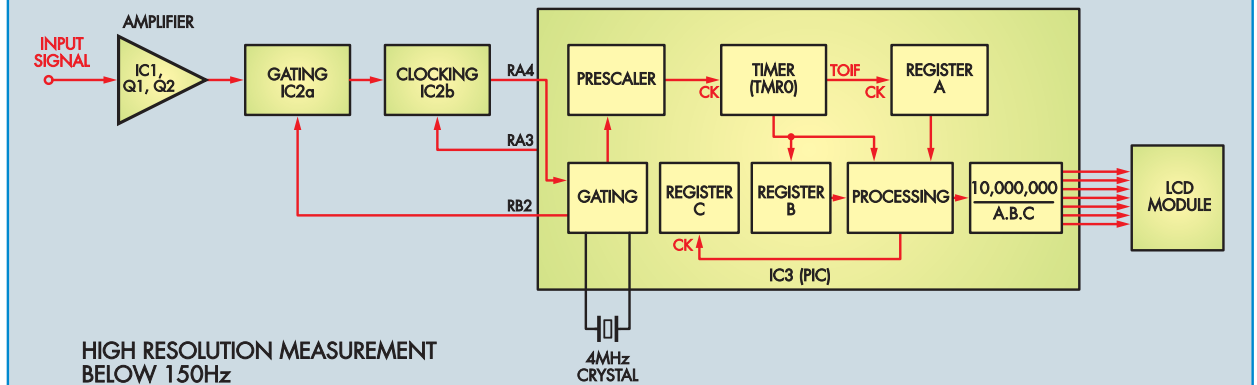 AMPLIFIER
INPUT
SIGNAL
IC1,
Q1, Q2
GATING
IC2a
CLOCKING
IC2b
RA4
RA3
RB2
PRESCALER
CK
TIMER
(TMR0)
TOIF
CK
REGISTER
A
GATING
REGISTER
C
CK
REGISTER
B
PROCESSING
10,000,000
A.B.C
LCD
MODULE
IC3 (PIC)
4MHz
CRYSTAL
HIGH RESOLUTION MEASUREMENT
BELOW 150Hz